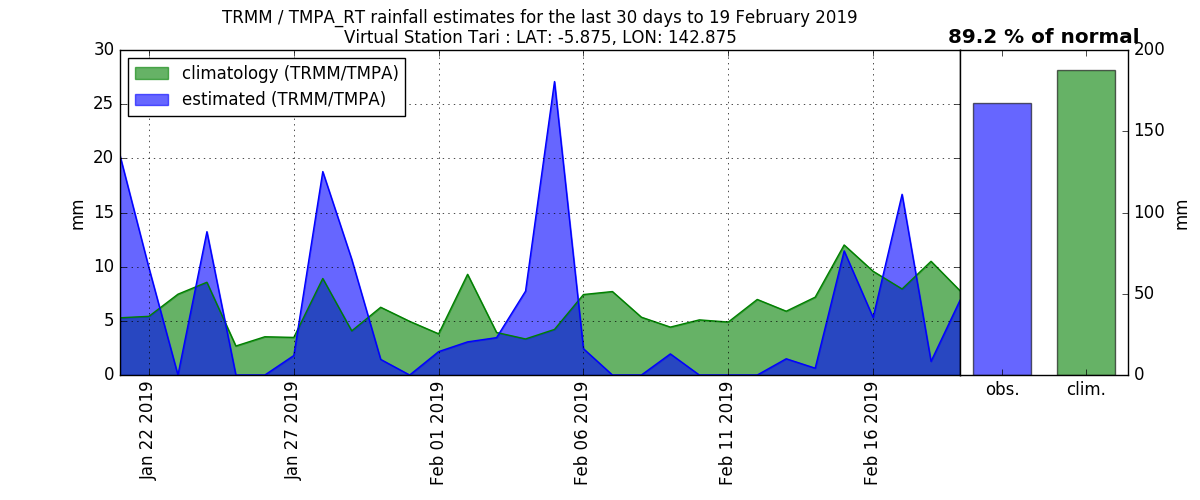 TRMM / TMPA_RT rainfall estimates for the last 30 days to 19 February 2019
Virtual Station Tari : LAT: -5.875, LON: 142.875
89.2 % of normal
climatology (TRMM/TMPA)
estimated (TRMM/TMPA)
30
25
20
15
10
5
0
mm
Jan 22 2019
Jan 27 2019
Feb 01 2019
Feb 06 2019
Feb 11 2019
Feb 16 2019
200
150
100
50
0
mm
obs.
clim.